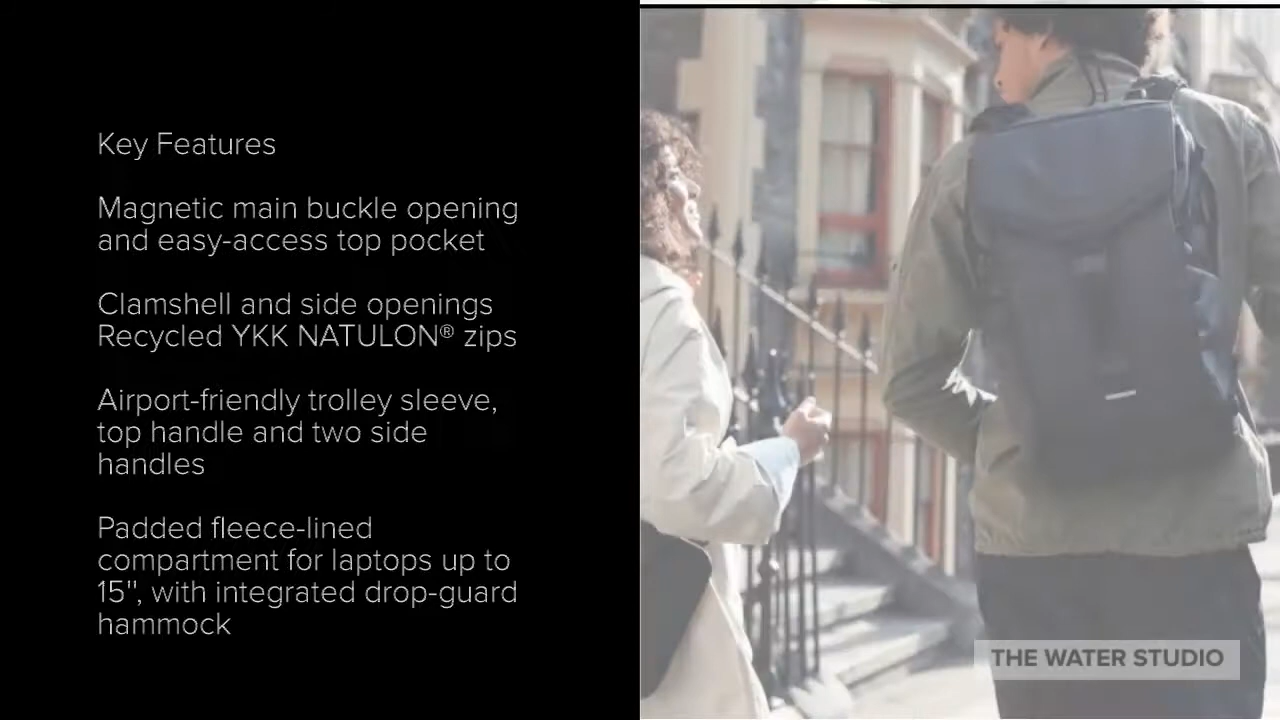 Key Features
Magnetic main buckle opening
and easy-access top pocket
Clamshell and side openings
Recycled YKK NATULON® zips
Airport-friendly trolley sleeve,
top handle and two side
handles
Padded fleece-lined
compartment for laptops up to
15", with integrated drop-guard
hammock
THE WATER STUDIO